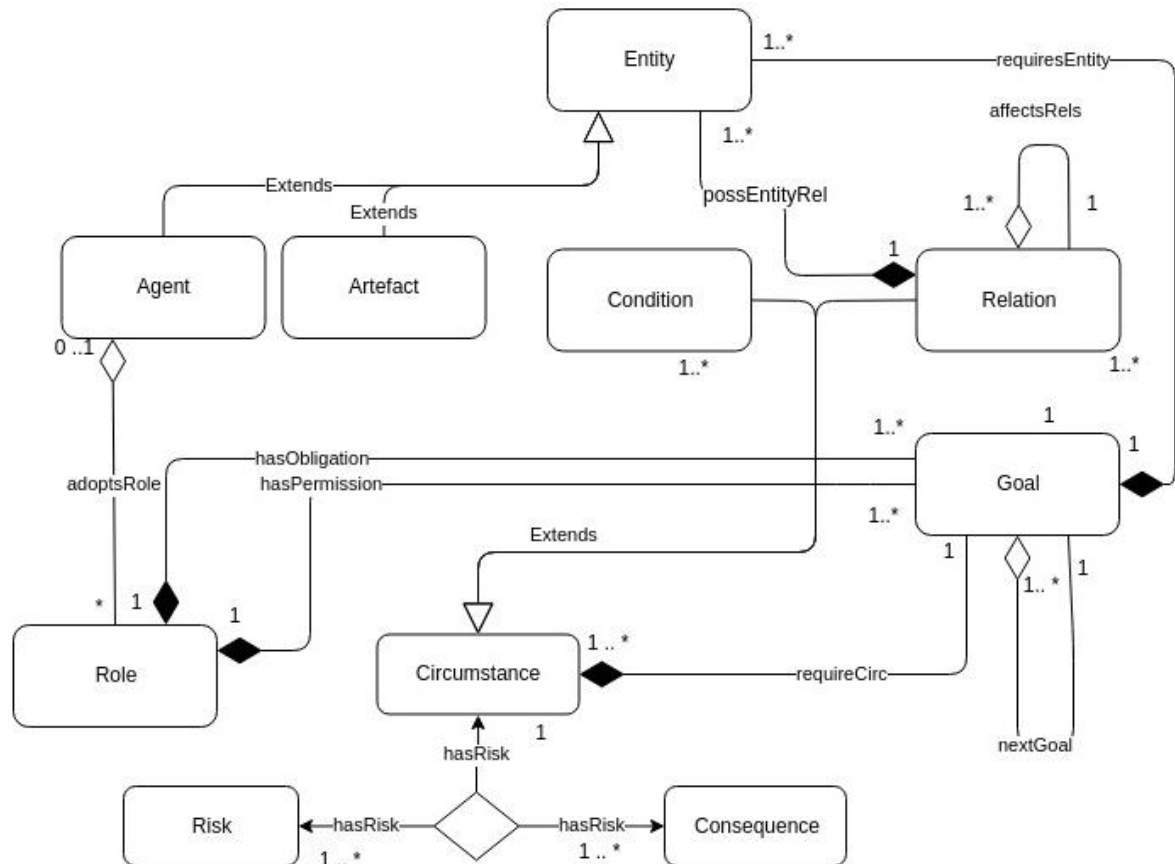 Entity
1..*
requiresEntity
affectsRels
1..*
Extends
possEntityRel
Extends
1..*
1
1
Agent
Artefact
Condition
Relation
0 ..1
1..*
1..*
1
1..*
1
hasObligation
adoptsRole
hasPermission
Goal
1..*
Extends
1
1
1.. *
*
1
1
1 .. *
Role
Circumstance
requireCirc
1
nextGoal
hasRisk
Risk
hasRisk
hasRisk
Consequence
1 .. *
1 .. *